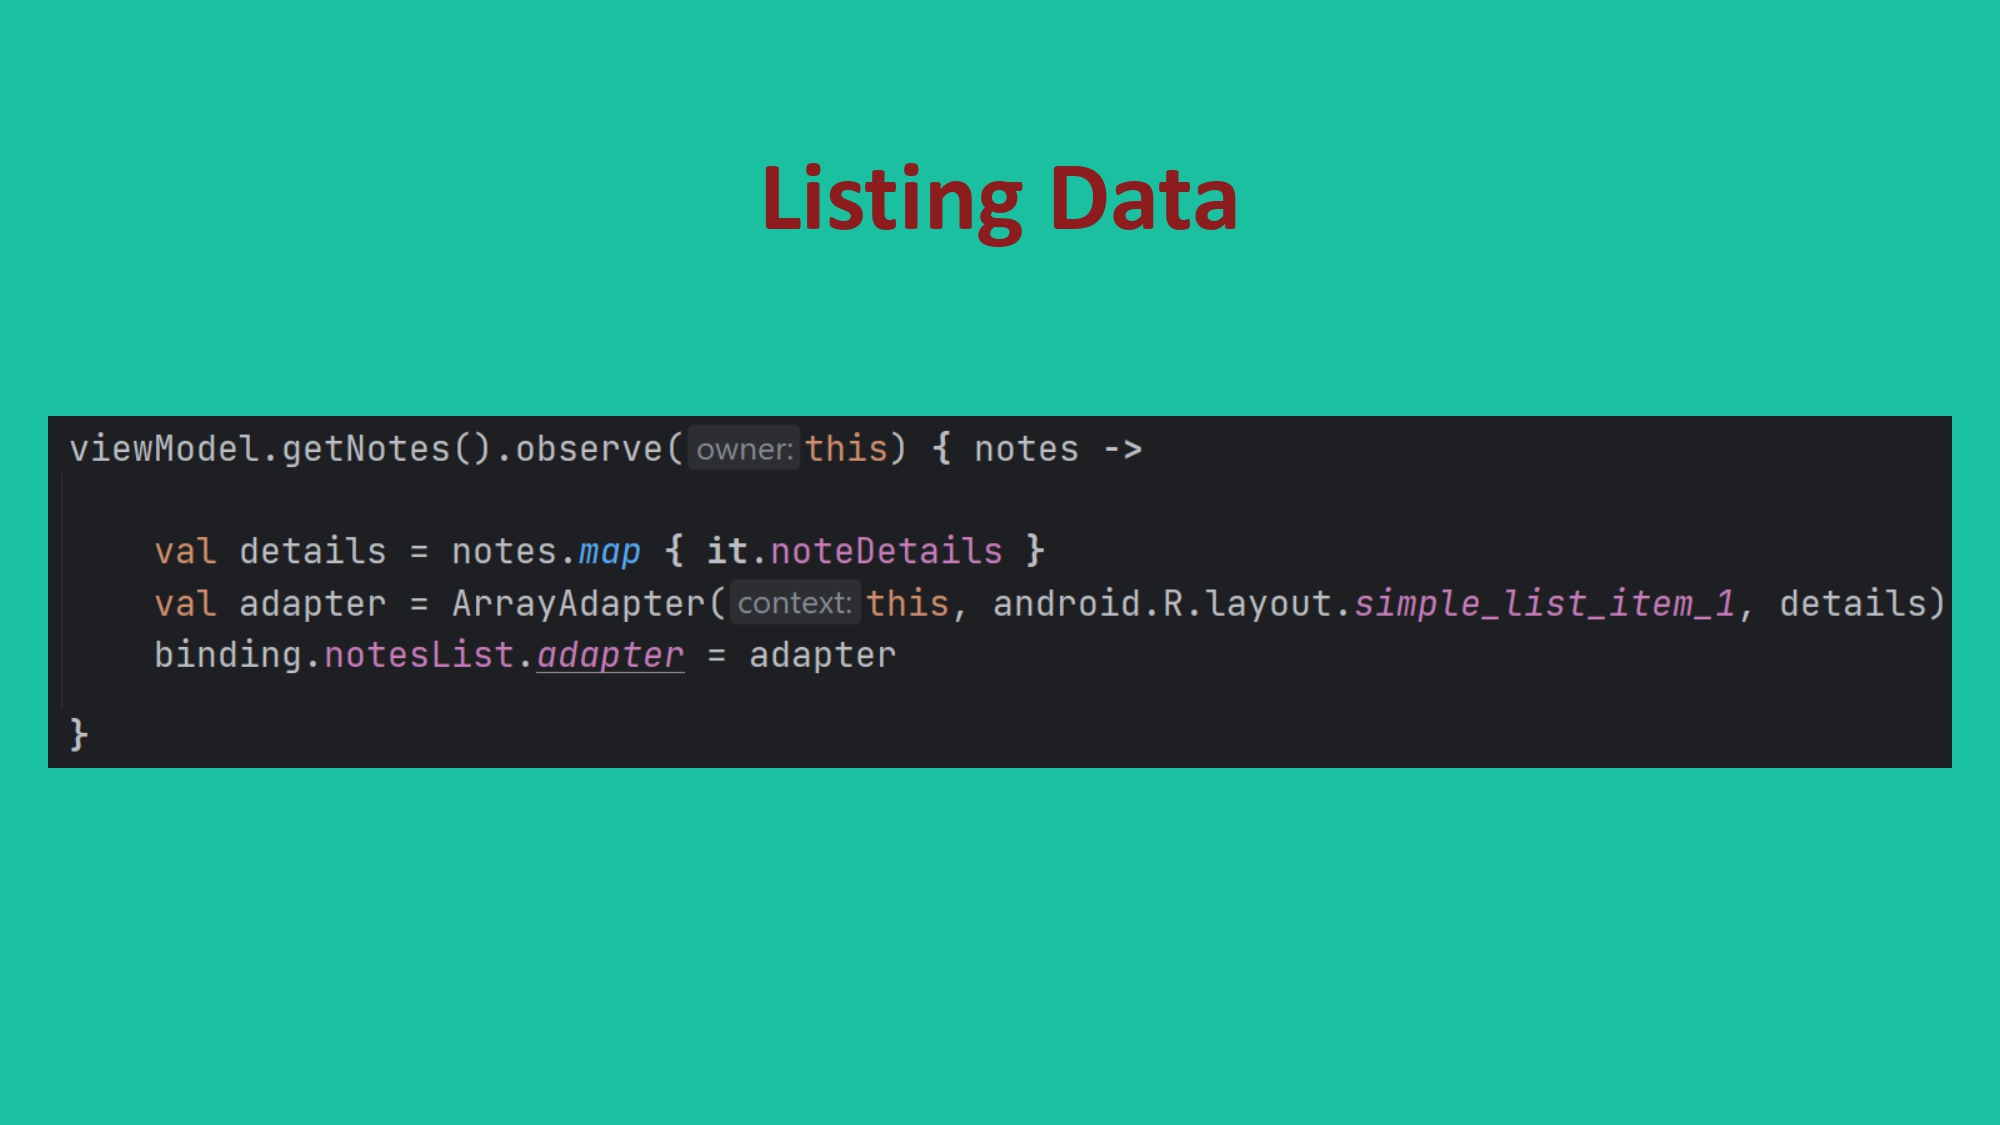 Listing Data
viewModel.getNotes().observe(owner:this) { notes ->
val details = notes.map { it.noteDetails }
val adapter = ArrayAdapter(context:this, android.R.layout.simple_list_item_1, details)
binding.notesList.adapter = adapter
}